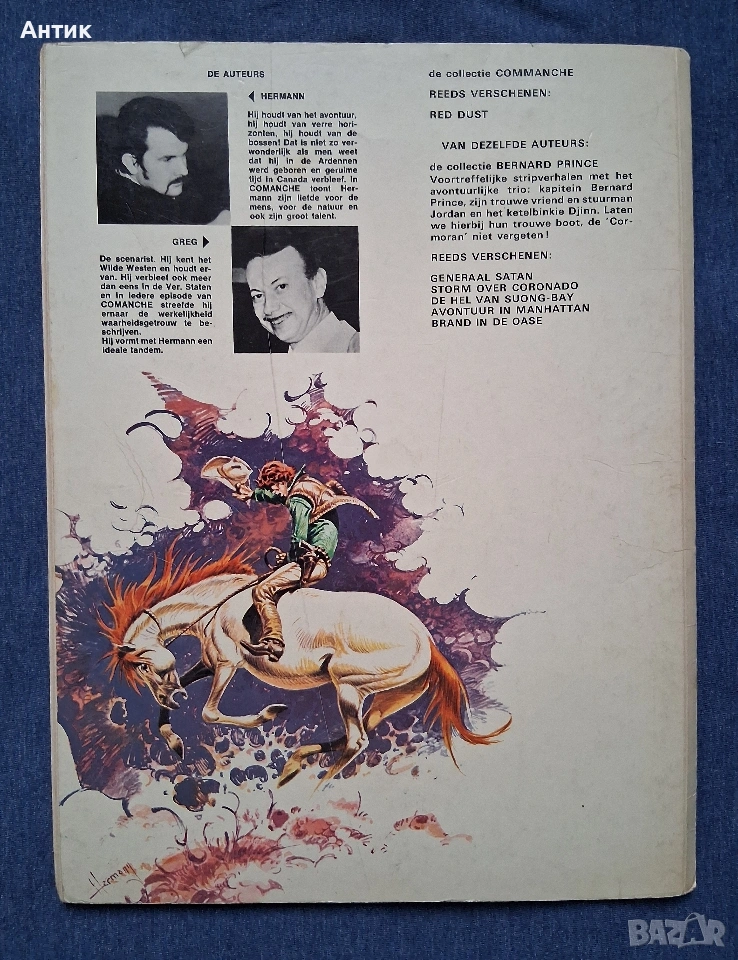 Антик
DE AUTEURS
HERMANN
Hij houdt van het avontuur,
hij houdt van verre hori-
zonten, hij houdt van de
bossen! Dat is niet zo ver-
wonderlijk als men weet
dat hij in de Ardennen
werd geboren en geruime
tijd in Canada verbleef. In
COMANCHE toont Her-
mann zijn liefde voor de
mens, voor de natuur en
ook zijn groot talent.
GREG
De scenarist. Hij kent het
Wilde Westen en houdt er-
van. Hij verbleef ook meer
dan eens in de Ver. Staten
en in iedere episode van
COMANCHE streefde hij
ernaar de werkelijkheid
waarheidsgetrouw te be-
schrijven.
Hij vormt met Hermann een
ideale tandem.
de collectie COMMANCHE
REEDS VERSCHENEN:
RED DUST
VAN DEZELFDE AUTEURS:
de collectie BERNARD PRINCE
Voortreffelijke stripverhalen met het
avontuurlijke trio: kapitein Bernard
Prince, zijn trouwe vriend en stuurman
Jordan en het ketelbinkie Djinn. Laten
we hierbij hun trouwe boot, de 'Cor-
moran' niet vergeten!
REEDS VERSCHENEN:
GENERAAL SATAN
STORM OVER CORONADO
DE HEL VAN SUONG-BAY
AVONTUUR IN MANHATTAN
BRAND IN DE OASE
Hermann
BAZAR